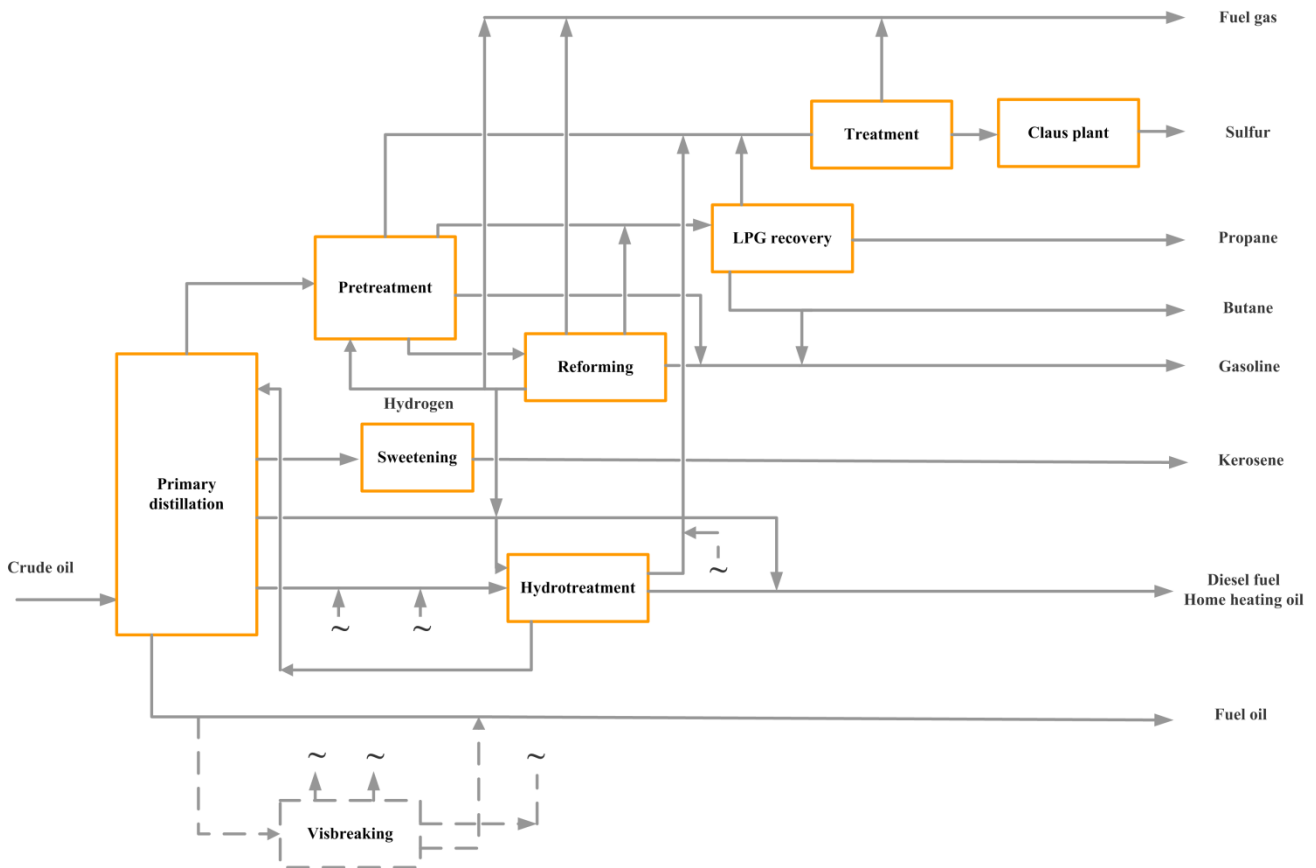 Fuel gas
Treatment
Claus plant
Sulfur
LPG recovery
Propane
Pretreatment
Butane
Reforming
Gasoline
Hydrogen
Sweetening
Kerosene
Primary
distillation
Crude oil
~
Hydrotreatment
Diesel fuel
Home heating oil
~
~
Fuel oil
~
~
~
Visbreaking